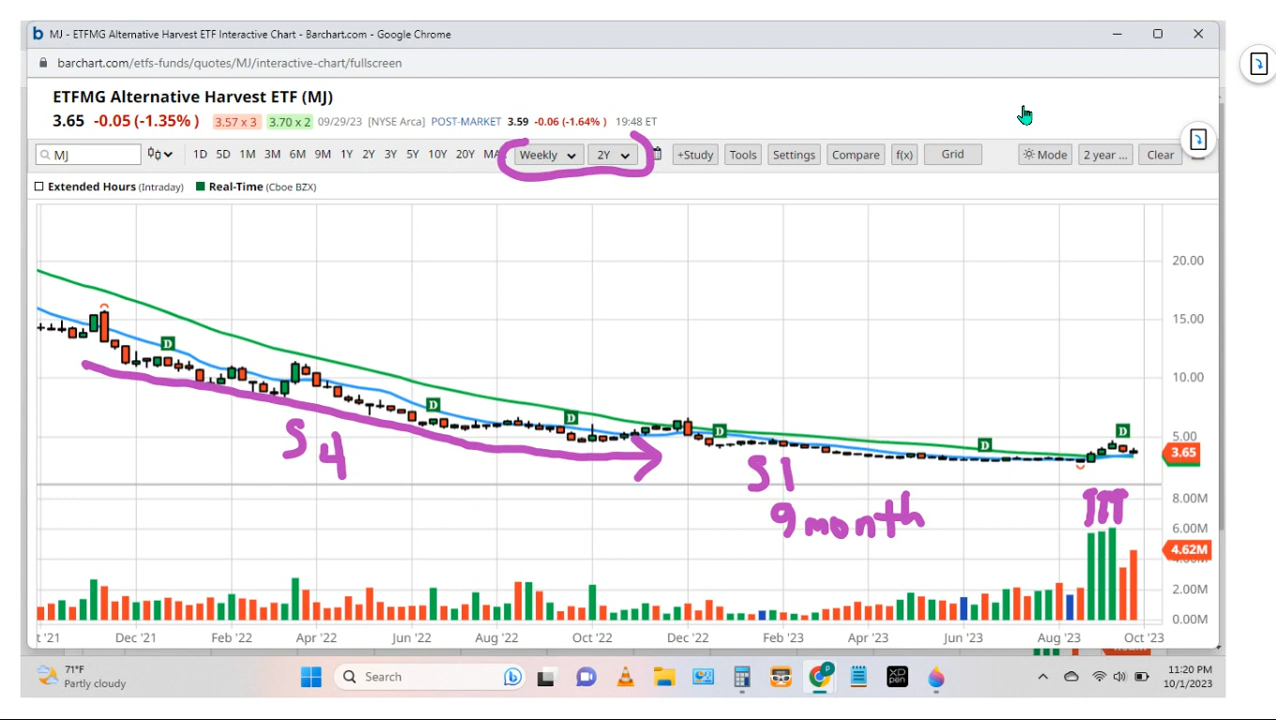 MJ - ETFMG Alternative Harvest ETF Interactive Chart - Barchart.com - Google Chrome
barchart.com/etfs-funds/quotes/MJ/interactive-chart/fullscreen
ETFMG Alternative Harvest ETF (MJ)
3.65 -0.05 (-1.35%) 3.57 x 3 3.70 x 2 09/29/23 [NYSE Arca] POST-MARKET 3.59 -0.06 (-1.64%) 19:48 ET
MJ 1D 5D 1M 3M 6M 9M 1Y 2Y 3Y 5Y 10Y 20Y Weekly 2Y +Study Tools Settings Compare f(x) Grid Mode 2 year ... Clear
Extended Hours (Intraday) Real-Time (Cboe BZX)
20.00
15.00
10.00
5.00
3.65
D
D
D
D
D
D
S4
S1
9 month
8.00M
6.00M
4.62M
2.00M
0.00M
Dec '21 Feb '22 Apr '22 Jun '22 Aug '22 Oct '22 Dec '22 Feb '23 Apr '23 Jun '23 Aug '23 Oct '23
71°F
Partly cloudy
Search
XP PEN
11:20 PM
10/1/2023